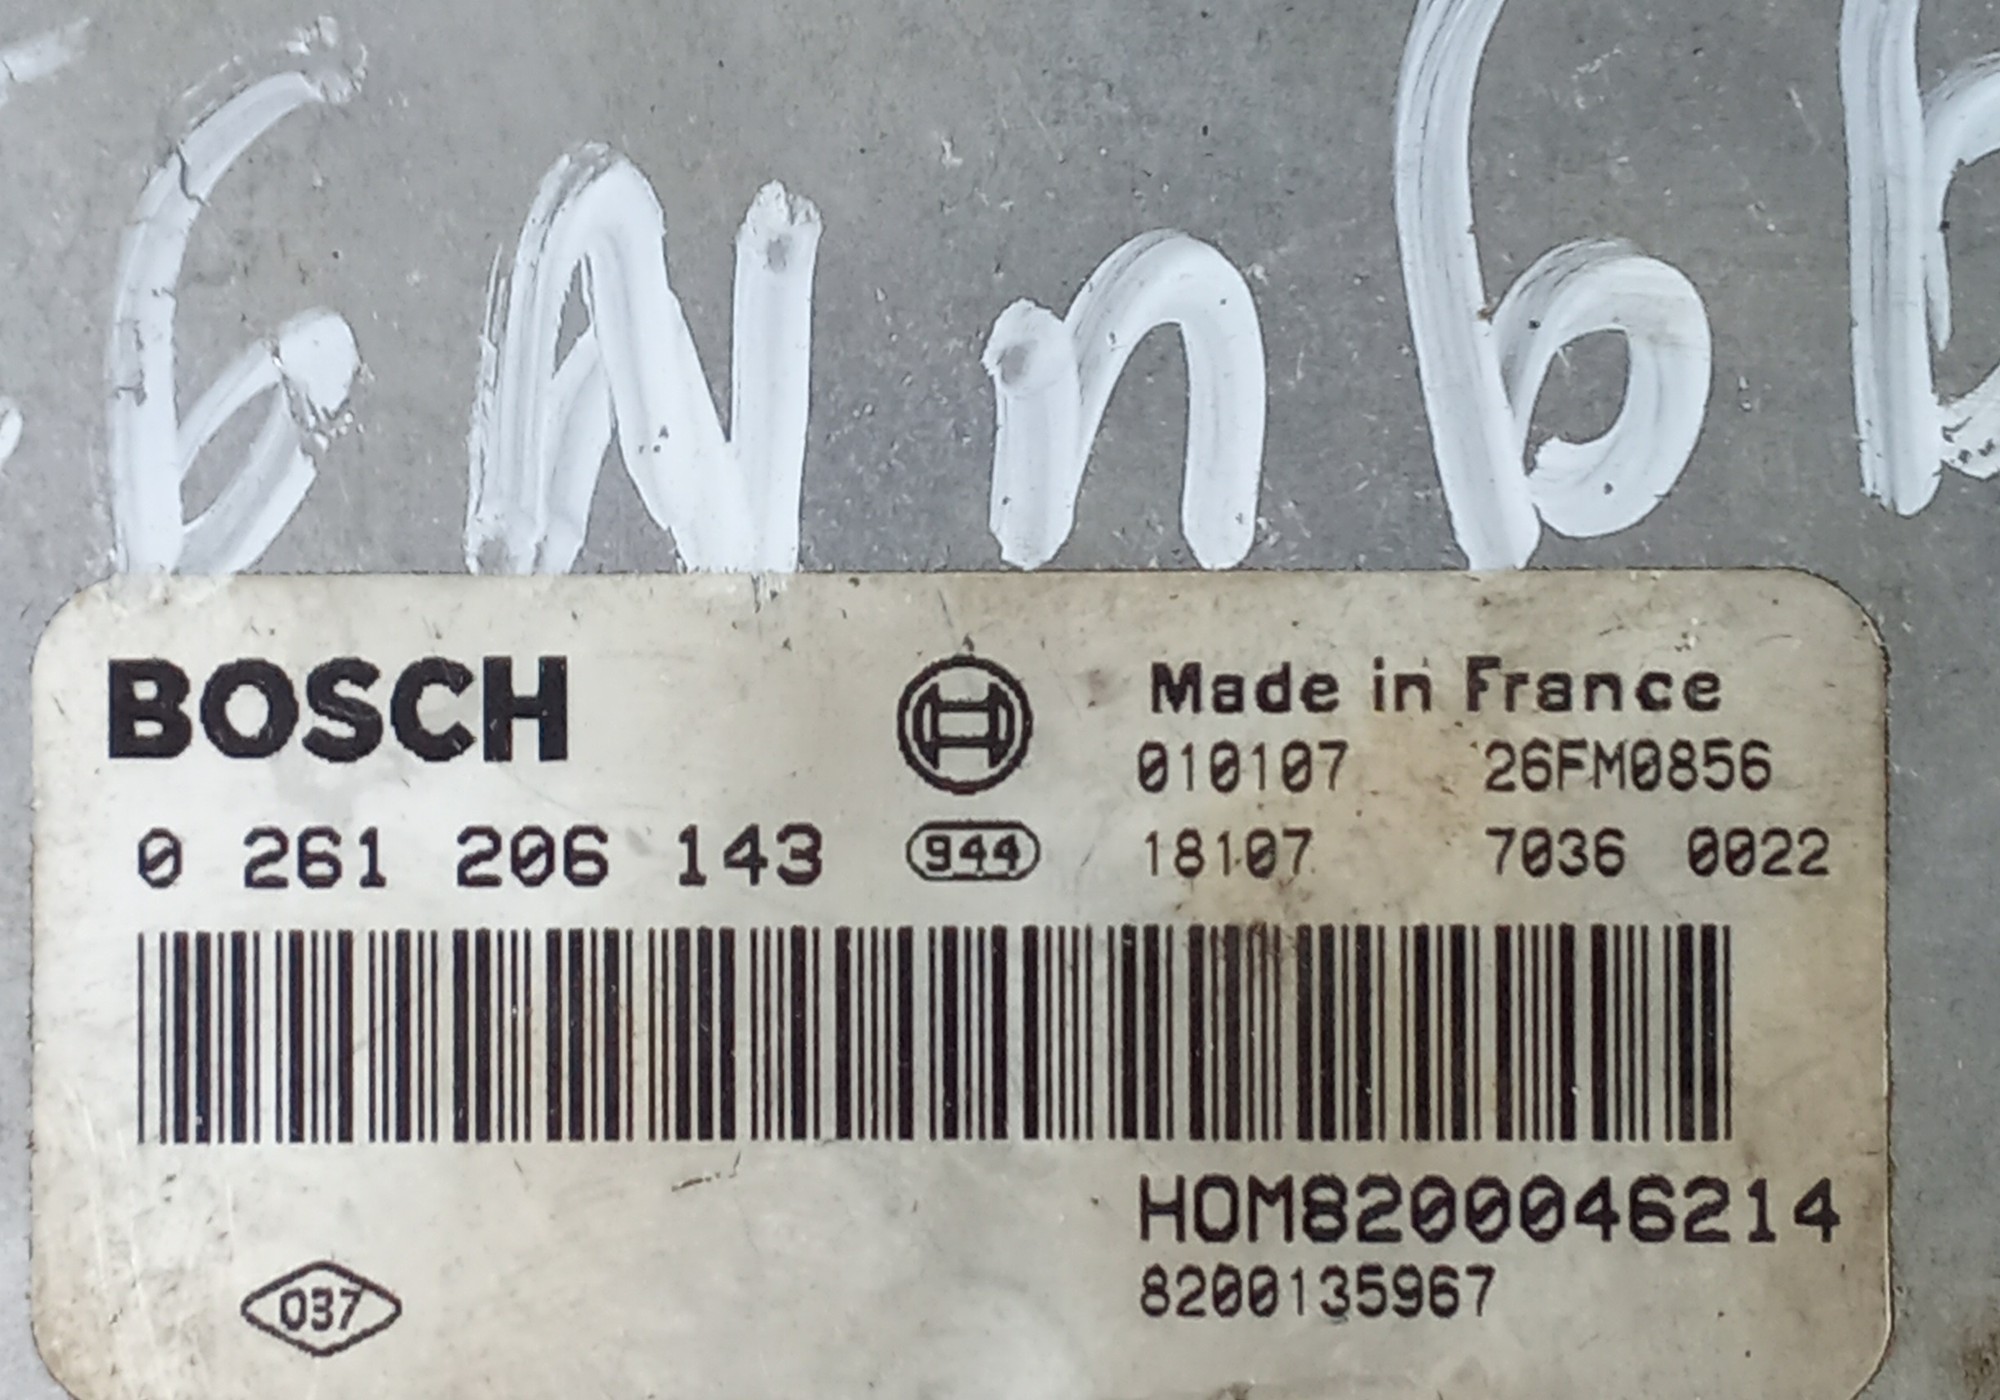 BOSCH
Made in France
010107 26FM0856
0 261 206 143 944 18107 7036 0022
HOM8200046214
8200135967
037